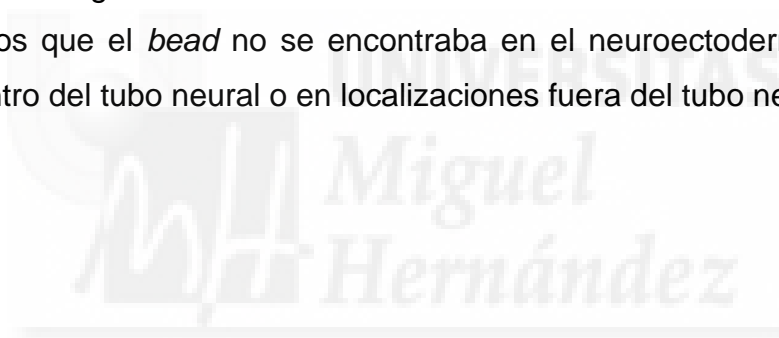 os que el bead no se encontraba en el neuroectoder
tro del tubo neural o en localizaciones fuera del tubo ne
UNIVERSITAS
Miguel
Hernández